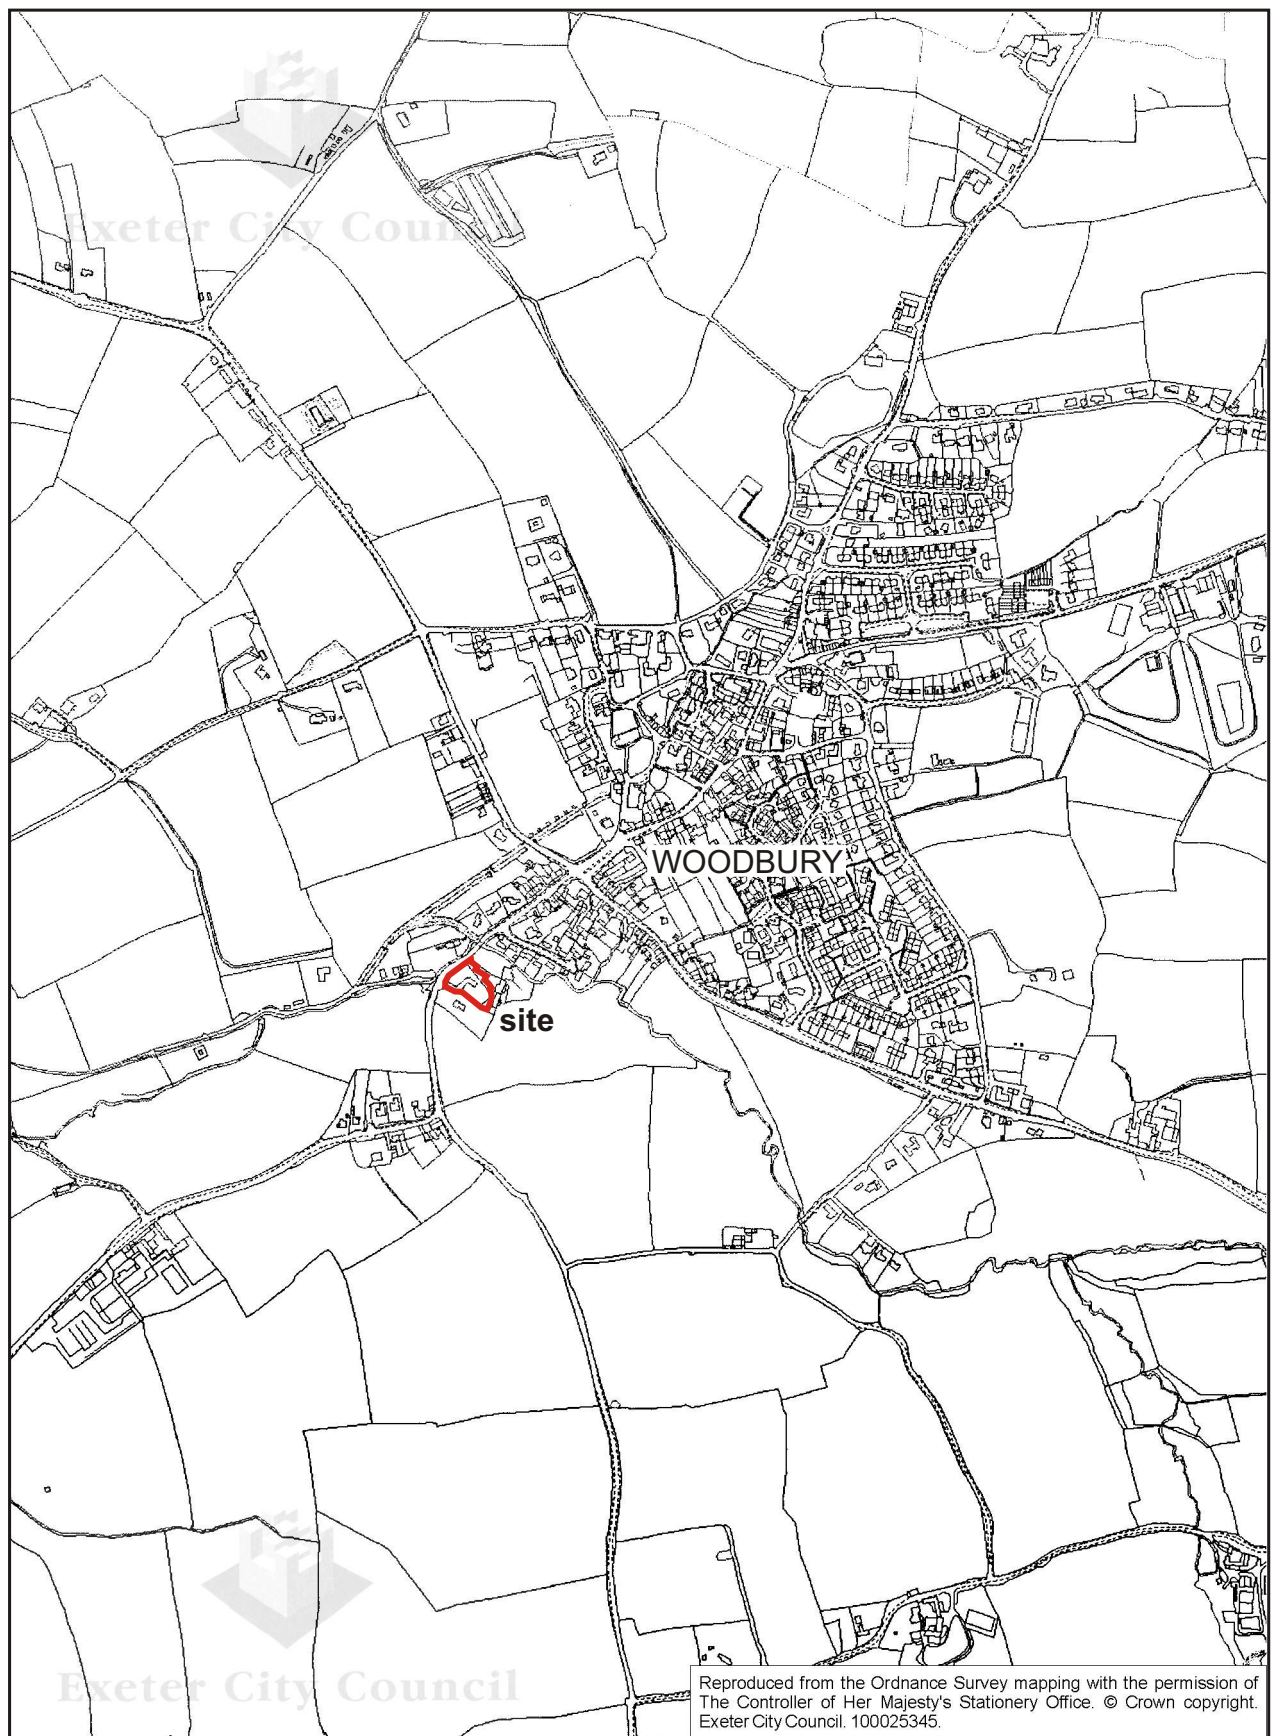 Exeter City Council
WOODBURY
site
Exeter City Council
Reproduced from the Ordnance Survey mapping with the permission of
The Controller of Her Majesty's Stationery Office. © Crown copyright.
Exeter City Council. 100025345.